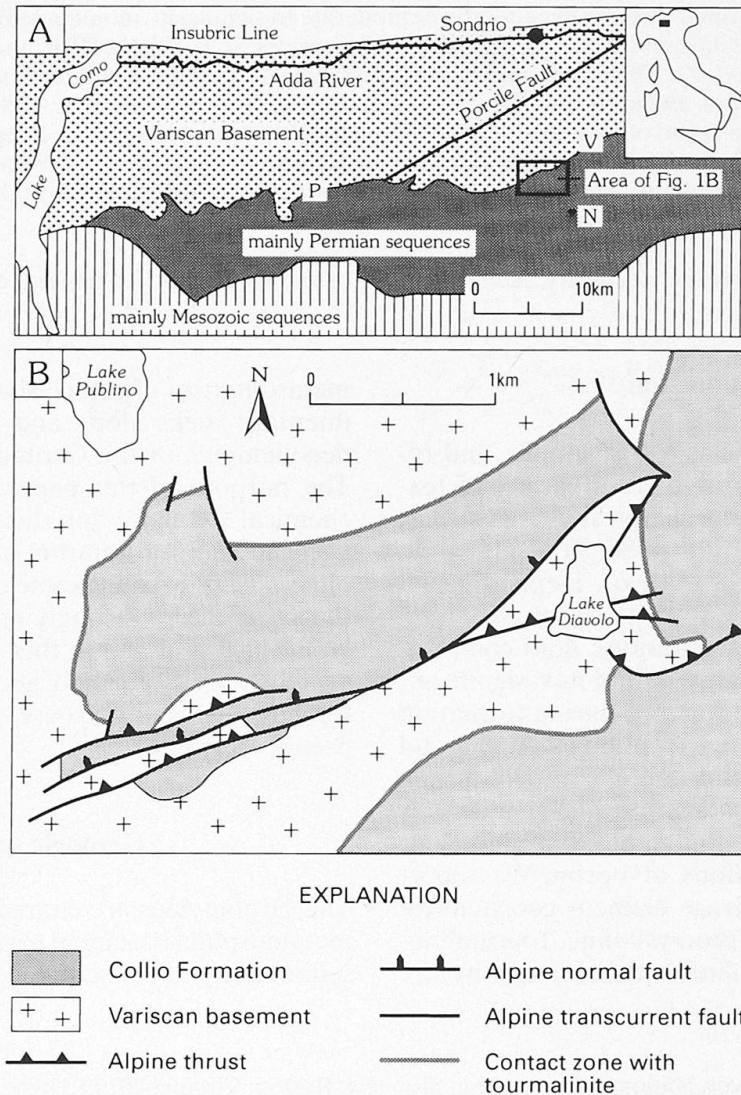 A
Insubric Line
Sondrio
Como
Adda River
Porcile Fault
Variscan Basement
V
Lake
P
Area of Fig. 1B
N
mainly Permian sequences
0 10km
mainly Mesozoic sequences
B
Lake
Publino
N
0 1km
Lake
Diavolo
EXPLANATION
Collio Formation
Alpine normal fault
Variscan basement
Alpine transcurrent fault
Alpine thrust
Contact zone with
tourmalinite